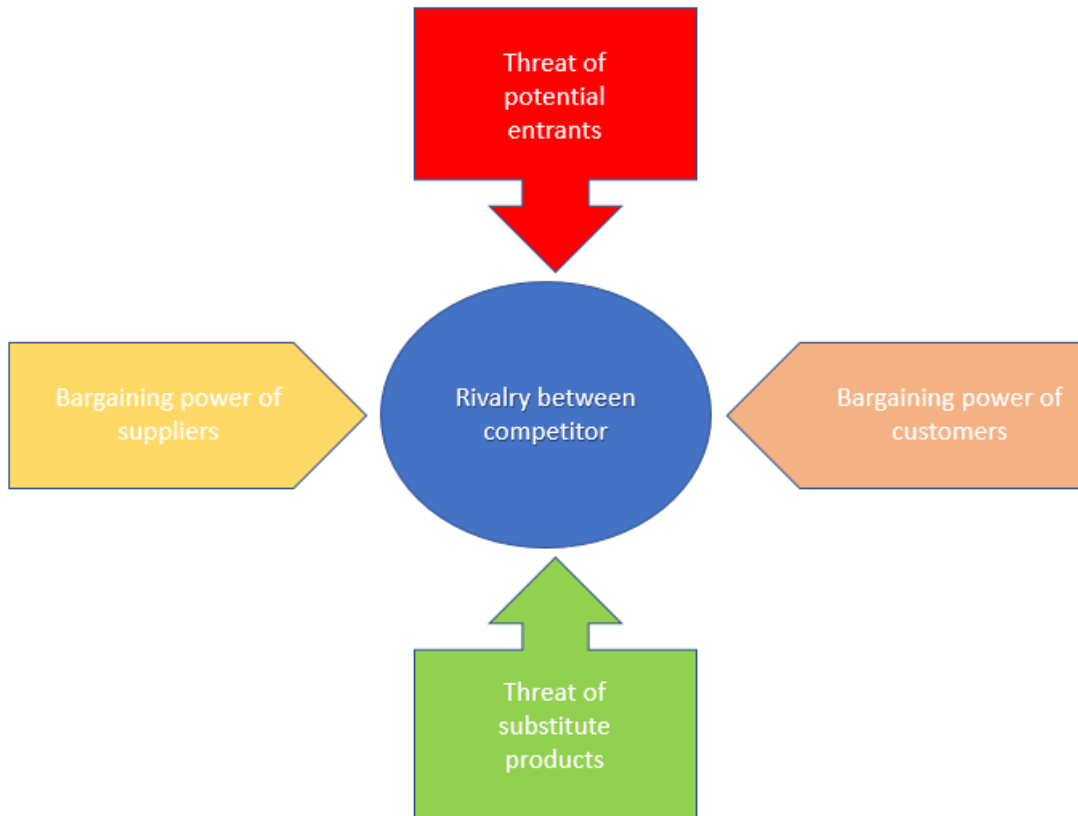 Threat of
potential
entrants
Bargaining power of
suppliers
Rivalry between
competitor
Bargaining power of
customers
Threat of
substitute
products